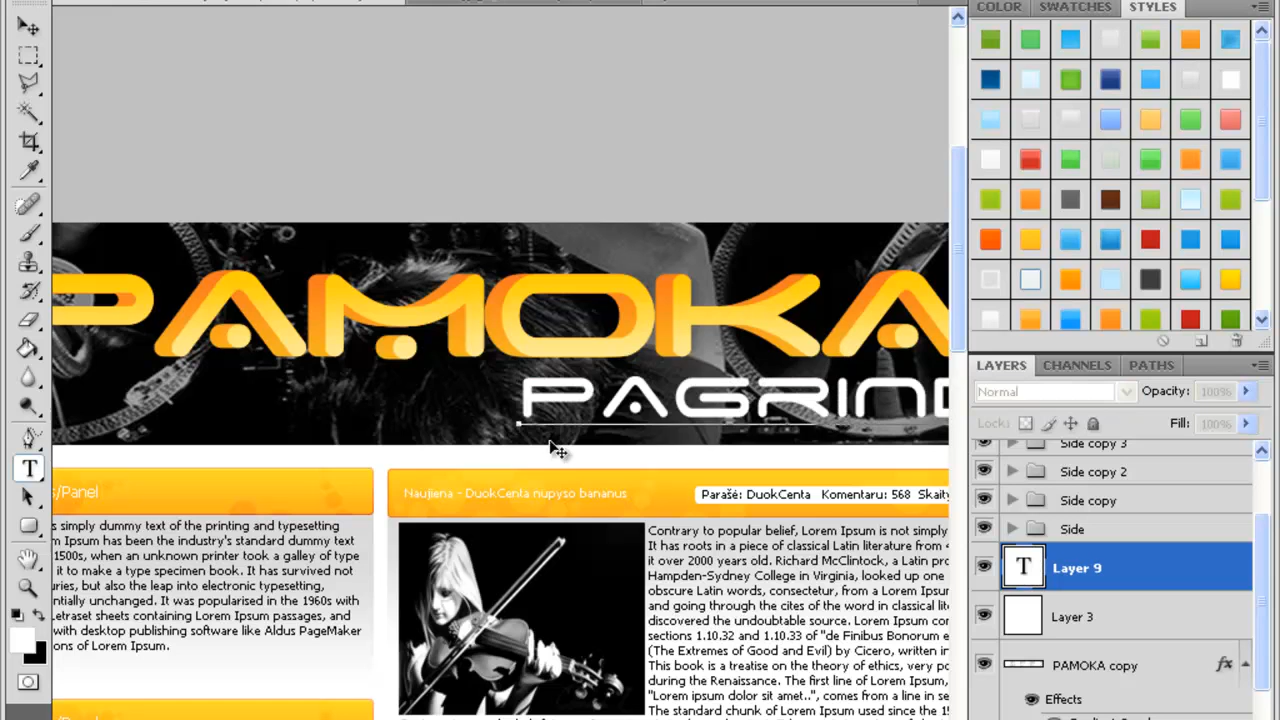 COLOR SWATCHES STYLES
PAMOKA
PAGRIND
s/Panel
s simply dummy text of the printing and typesetting
m Ipsum has been the industry's standard dummy text
1500s, when an unknown printer took a galley of type
it to make a type specimen book. It has survived not
uries, but also the leap into electronic typesetting,
ntially unchanged. It was popularised in the 1960s with
etraset sheets containing Lorem Ipsum passages, and
with desktop publishing software like Aldus PageMaker
ons of Lorem Ipsum.
Naujiena - DuokCenta nupyso bananus
Parašė: DuokCenta Komentaru: 568 Skaity
Contrary to popular belief, Lorem Ipsum is not simply
It has roots in a piece of classical Latin literature from
it over 2000 years old. Richard McClintock, a Latin pro
Hampden-Sydney College in Virginia, looked up one
obscure Latin words, consectetur, from a Lorem Ipsum
and going through the cites of the word in classical lite
discovered the undoubtable source. Lorem Ipsum con
sections 1.10.32 and 1.10.33 of "de Finibus Bonorum e
(The Extremes of Good and Evil) by Cicero, written in
This book is a treatise on the theory of ethics, very po
during the Renaissance. The first line of Lorem Ipsum,
"Lorem ipsum dolor sit amet..", comes from a line in se
The standard chunk of Lorem Ipsum used since the 15
LAYERS CHANNELS PATHS
Normal Opacity: 100%
Lock: Fill: 100%
Side copy 3
Side copy 2
Side copy
Side
T Layer 9
Layer 3
PAMOKA copy fx
Effects
T